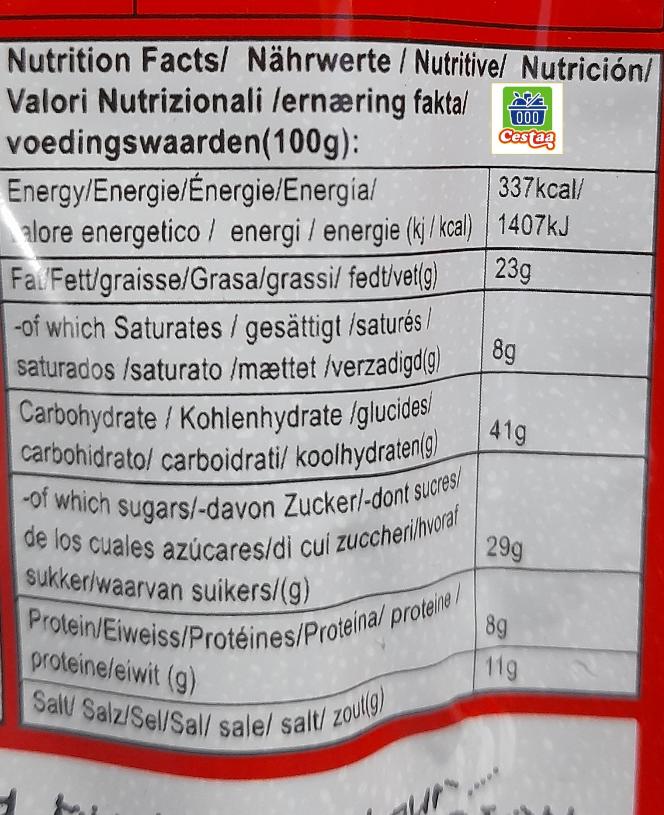 Nutrition Facts/ Nährwerte / Nutritive/ Nutrición/
Valori Nutrizionali /ernæring fakta/
voedingswaarden(100g):
Cestaa
Energy/Energie/Énergie/Energía/
alore energetico / energi / energie (kj / kcal)
337kcal/
1407kJ
Fat/Fett/graisse/Grasa/grassi/ fedt/vet(g)
23g
-of which Saturates / gesättigt /saturés /
saturados /saturato /mættet /verzadigd(g)
8g
Carbohydrate / Kohlenhydrate /glucides/
carbohidrato/ carboidrati/ koolhydraten(g)
41g
-of which sugars/-davon Zucker/-dont sucres/
de los cuales azúcares/di cui zuccheri/hvoraf
sukker/waarvan suikers/(g)
29g
Protein/Eiweiss/Protéines/Proteína/ proteine /
proteine/eiwit (g)
8g
Salt/ Salz/Sel/Sal/ sale/ salt/ zout(g)
11g